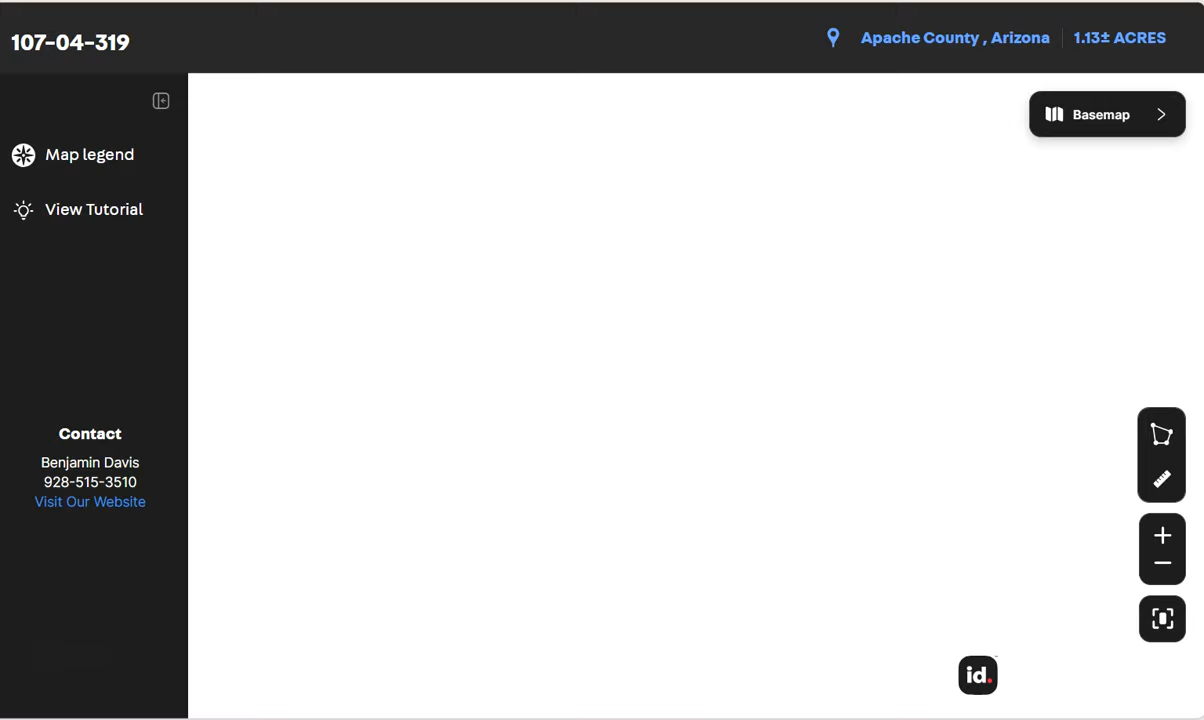 107-04-319
Apache County , Arizona
1.13± ACRES
Basemap
Map legend
View Tutorial
Contact
Benjamin Davis
928-515-3510
Visit Our Website
id.